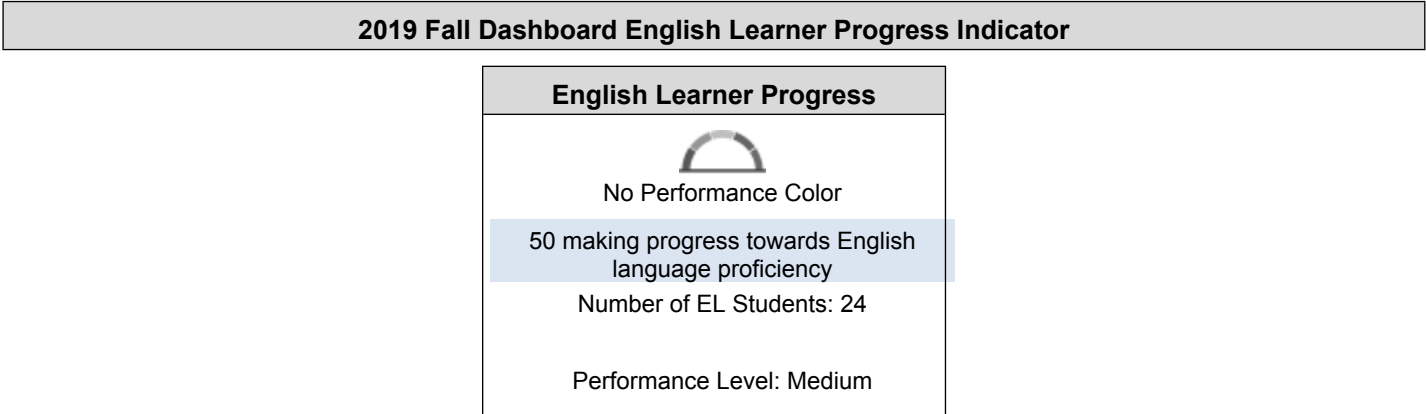 2019 Fall Dashboard English Learner Progress Indicator
English Learner Progress
No Performance Color
50 making progress towards English
language proficiency
Number of EL Students: 24
Performance Level: Medium